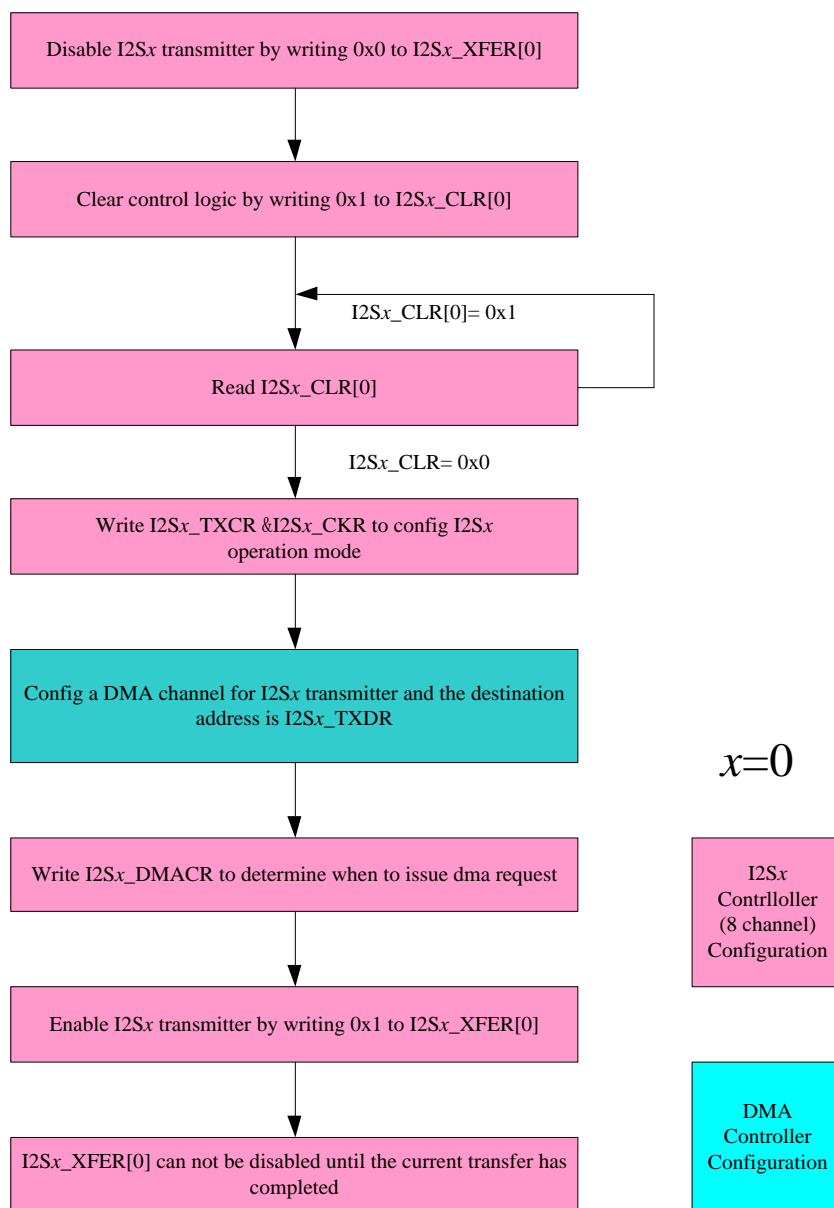 Disable I2Sx transmitter by writing 0x0 to I2Sx_XFER[0]
Clear control logic by writing 0x1 to I2Sx_CLR[0]
I2Sx_CLR[0]= 0x1
Read I2Sx_CLR[0]
I2Sx_CLR= 0x0
Write I2Sx_TXCR &I2Sx_CKR to config I2Sx
operation mode
Config a DMA channel for I2Sx transmitter and the destination
address is I2Sx_TXDR
x=0
Write I2Sx_DMACR to determine when to issue dma request
I2Sx
Contrlloller
(8 channel)
Configuration
Enable I2Sx transmitter by writing 0x1 to I2Sx_XFER[0]
DMA
Controller
Configuration
I2Sx_XFER[0] can not be disabled until the current transfer has
completed